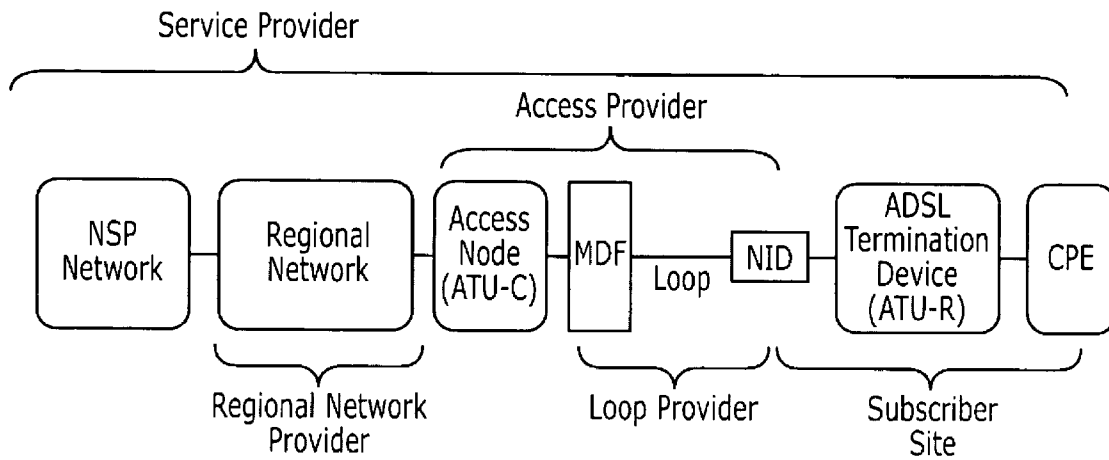 Service Provider
Access Provider
NSP
Network
Regional
Network
Access
Node
(ATU-C)
MDF
Loop
NID
ADSL
Termination
Device
(ATU-R)
CPE
Regional Network
Provider
Loop Provider
Subscriber
Site